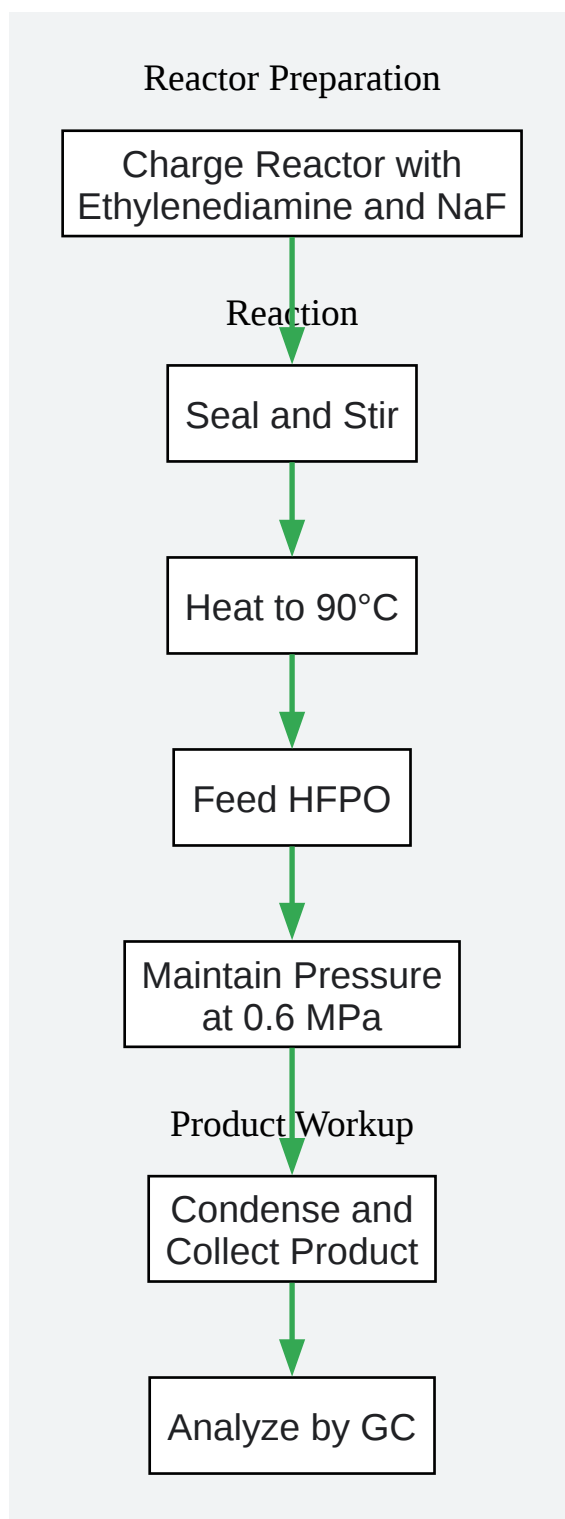 Reactor Preparation
Charge Reactor with
Ethylenediamine and NaF
Reaction
Seal and Stir
Heat to 90°C
Feed HFPO
Maintain Pressure
at 0.6 MPa
Product Workup
Condense and
Collect Product
Analyze by GC